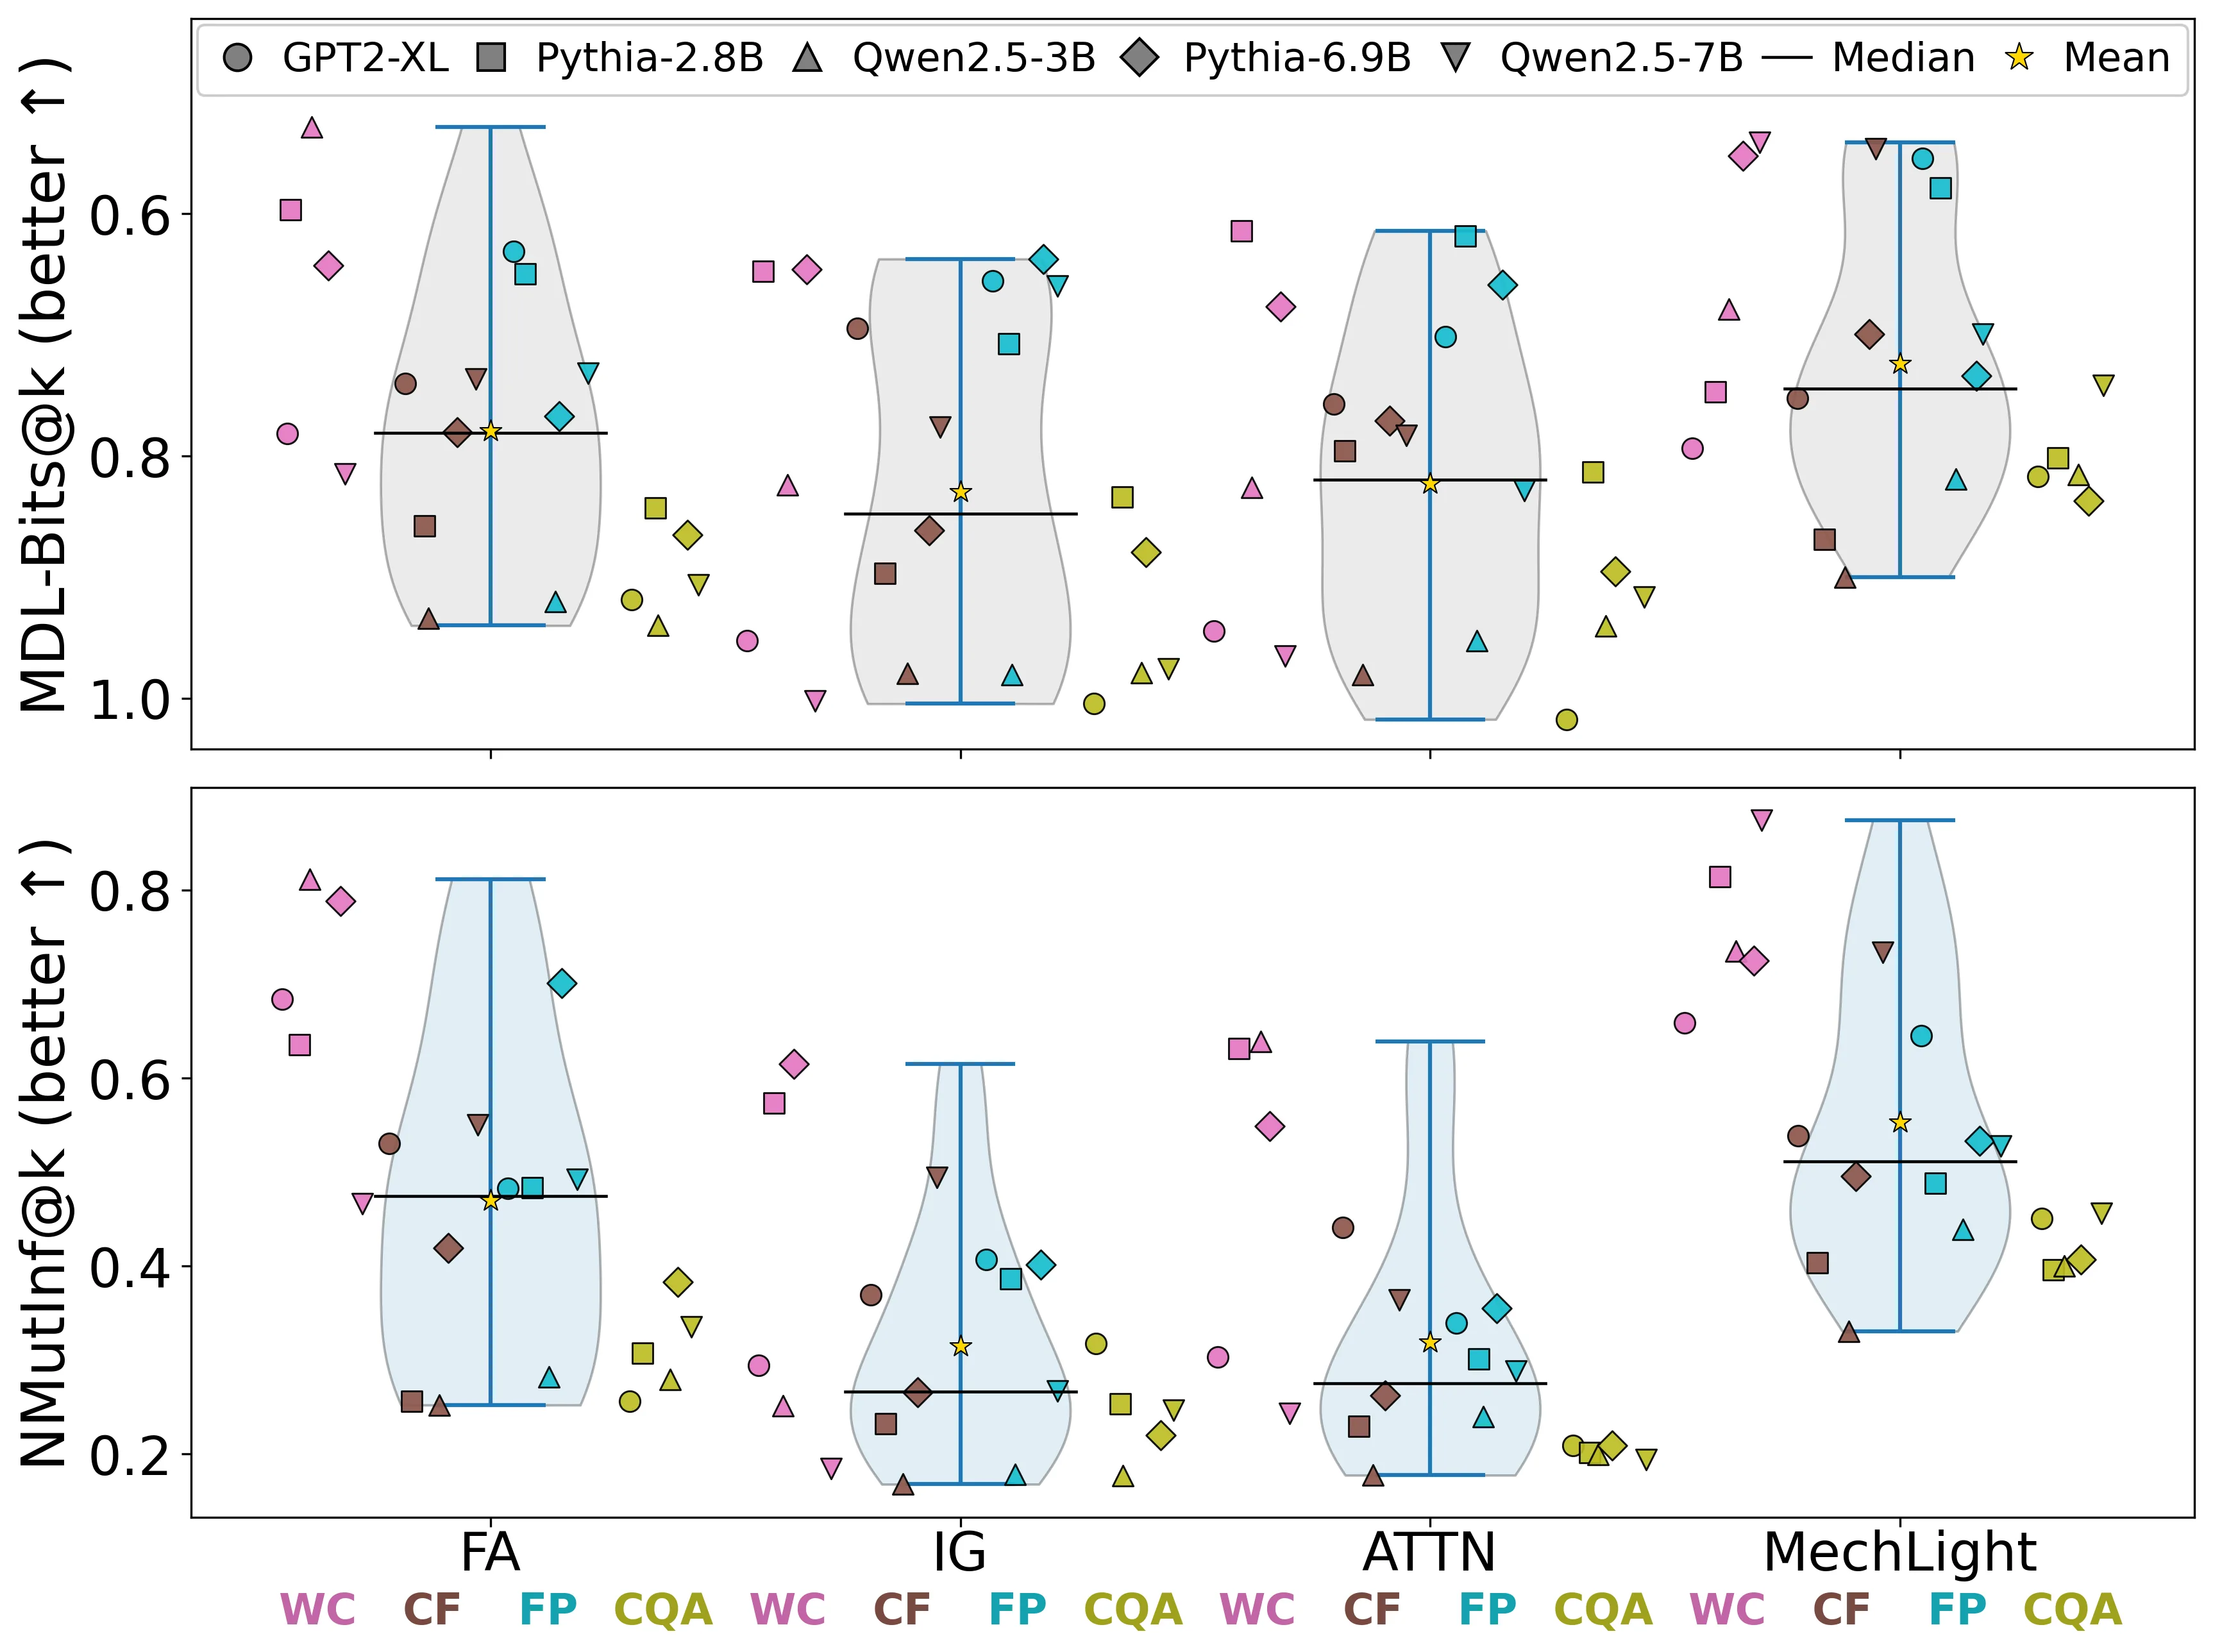 GPT2-XL Pythia-2.8B Qwen2.5-3B Pythia-6.9B Qwen2.5-7B Median Mean
MDL-Bits@k (better ↑)
0.6
0.8
1.0
NMutInf@k (better ↑)
0.8
0.6
0.4
0.2
FA IG ATTN MechLight
WC CF FP CQA WC CF FP CQA WC CF FP CQA WC CF FP CQA